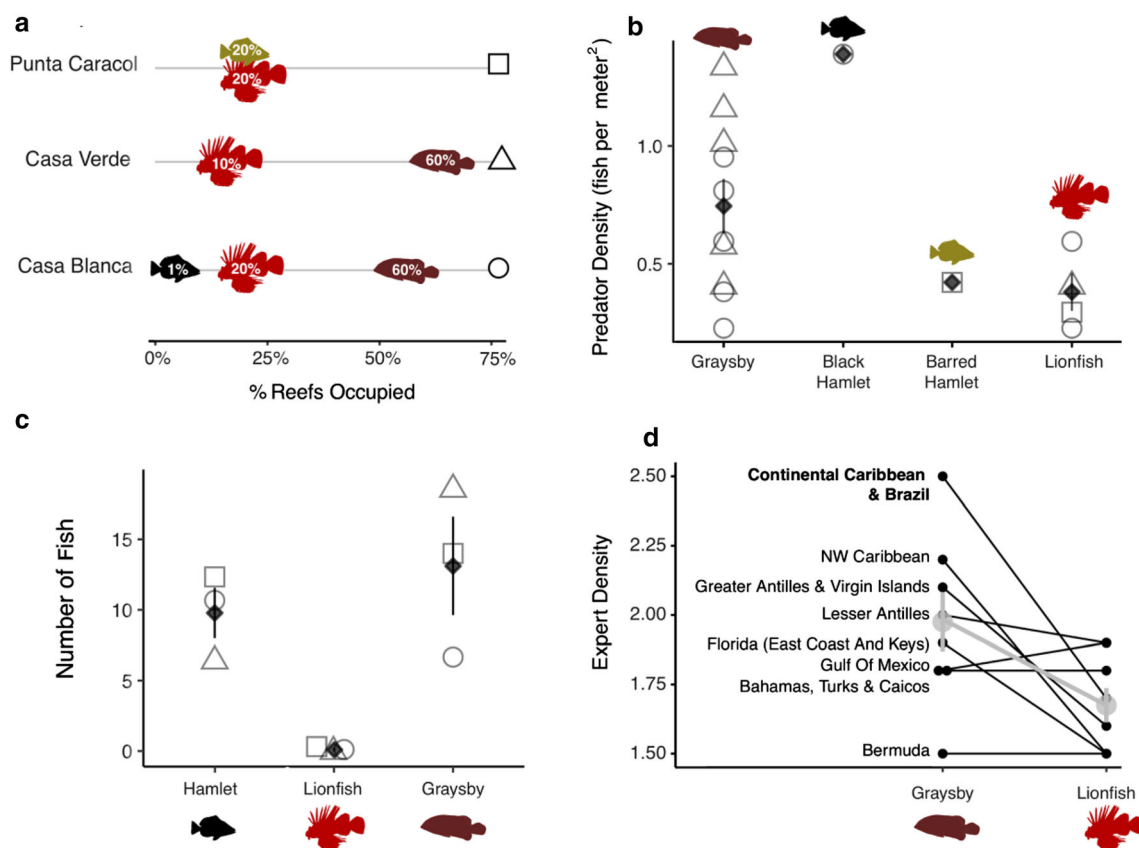 a
Punta Caracol
20%
20%
Casa Verde
10%
60%
Casa Blanca
1%
20%
60%
0%
25%
50%
75%
% Reefs Occupied
b
Predator Density (fish per meter²)
1.0
0.5
Graysby
Black
Hamlet
Barred
Hamlet
Lionfish
c
Number of Fish
15
10
5
0
Hamlet
Lionfish
Graysby
d
Expert Density
2.50
2.25
2.00
1.75
1.50
Continental Caribbean
& Brazil
NW Caribbean
Greater Antilles & Virgin Islands
Lesser Antilles
Florida (East Coast And Keys)
Gulf Of Mexico
Bahamas, Turks & Caicos
Bermuda
Graysby
Lionfish